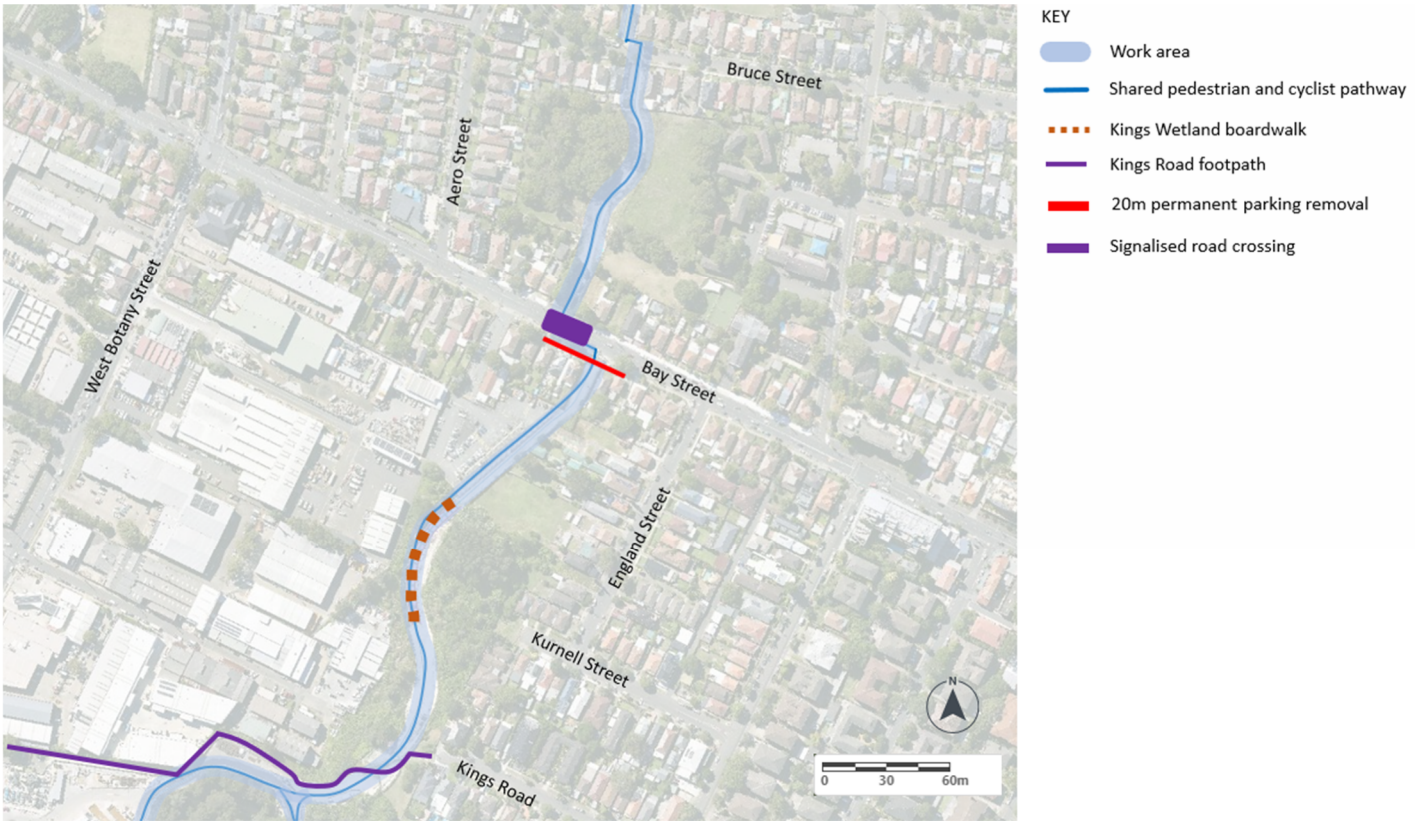 KEY
Work area
Shared pedestrian and cyclist pathway
Kings Wetland boardwalk
Kings Road footpath
20m permanent parking removal
Signalised road crossing
Bruce Street
Aero Street
West Botany Street
Bay Street
England Street
Kurnell Street
Kings Road
N
0 30 60m